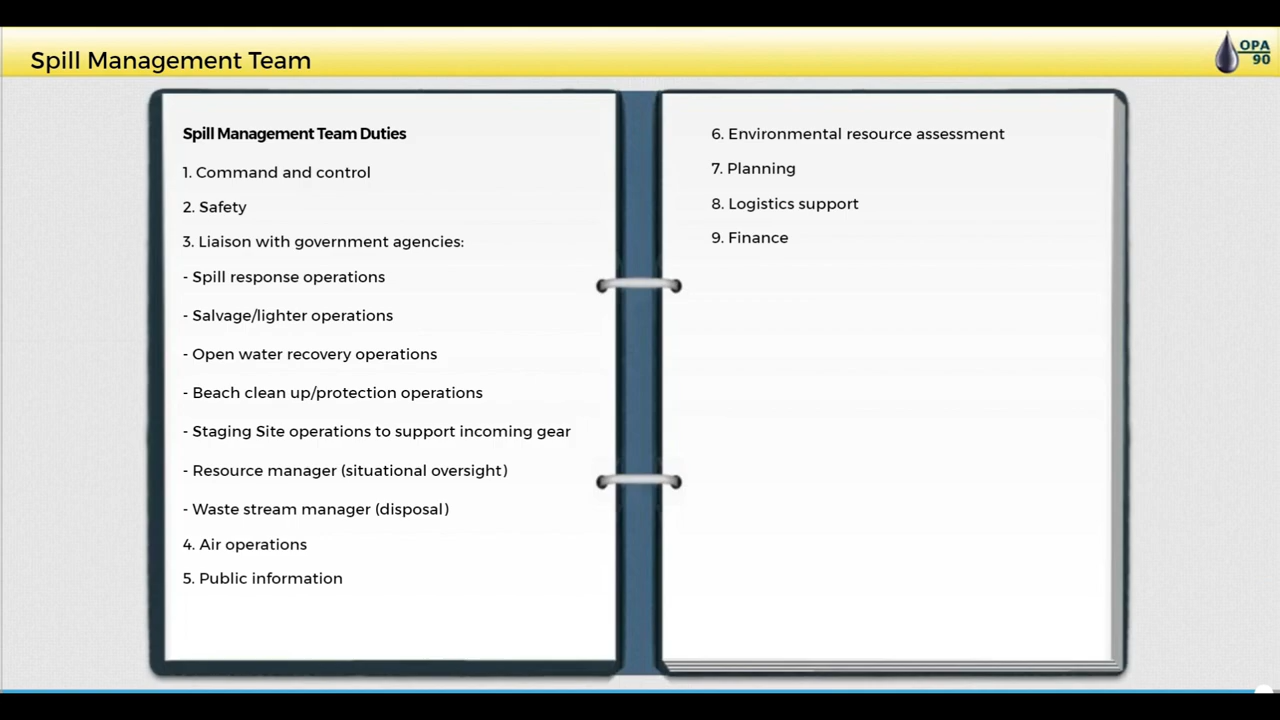 Spill Management Team
OPA
90
Spill Management Team Duties
1. Command and control
2. Safety
3. Liaison with government agencies:
- Spill response operations
- Salvage/lighter operations
- Open water recovery operations
- Beach clean up/protection operations
- Staging Site operations to support incoming gear
- Resource manager (situational oversight)
- Waste stream manager (disposal)
4. Air operations
5. Public information
6. Environmental resource assessment
7. Planning
8. Logistics support
9. Finance